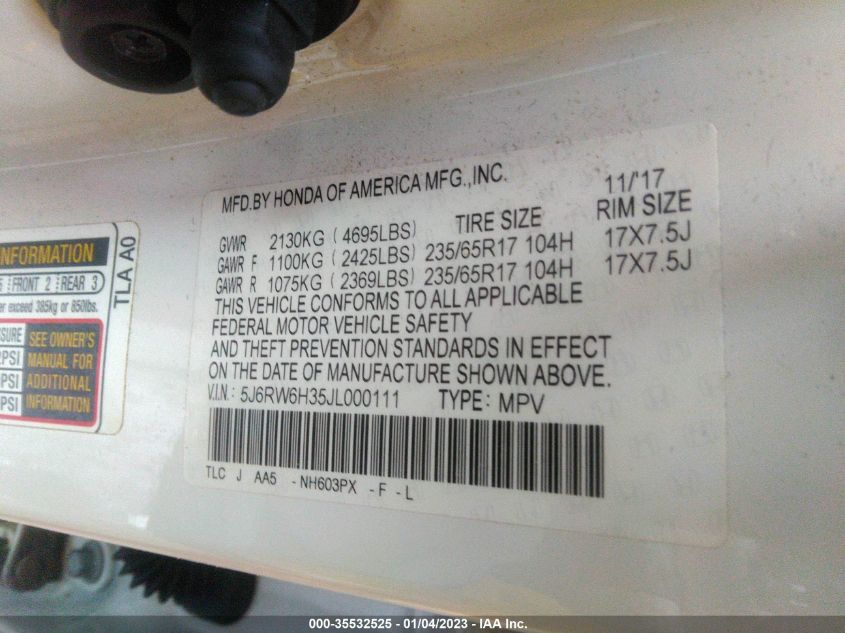 MFD.BY HONDA OF AMERICA MFG.,INC. 11/'17
TIRE SIZE RIM SIZE
GVWR 2130KG ( 4695LBS)
GAWR F 1100KG ( 2425LBS) 235/65R17 104H 17X7.5J
GAWR R 1075KG ( 2369LBS) 235/65R17 104H 17X7.5J
THIS VEHICLE CONFORMS TO ALL APPLICABLE
FEDERAL MOTOR VEHICLE SAFETY
AND THEFT PREVENTION STANDARDS IN EFFECT
ON THE DATE OF MANUFACTURE SHOWN ABOVE.
V.I.N.: 5J6RW6H35JL000111 TYPE: MPV
TLC J AA5 -NH603PX -F -L
INFORMATION
FRONT 2 REAR 3
exceed 385kg or 850lbs.
SEE OWNER'S
PSI MANUAL FOR
PSI ADDITIONAL
PSI INFORMATION
TLA A0
000-35532525 - 01/04/2023 - IAA Inc.